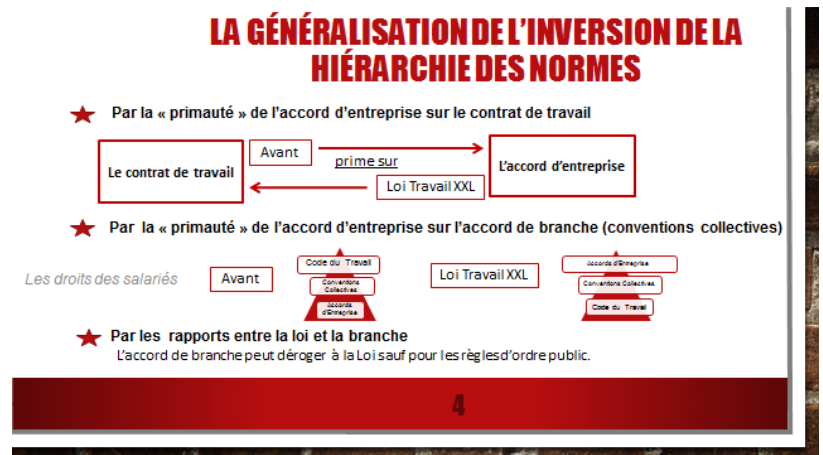 LA GÉNÉRALISATION DE L'INVERSION DE LA
HIÉRARCHIE DES NORMES
Par la « primauté » de l'accord d'entreprise sur le contrat de travail
Le contrat de travail
Avant
prime sur
Loi Travail XXL
L'accord d'entreprise
Par la « primauté » de l'accord d'entreprise sur l'accord de branche (conventions collectives)
Les droits des salariés
Avant
Code du Travail
Conventions
Collectives
Accords
d'Entreprise
Loi Travail XXL
Accords d'Entreprise
Conventions Collectives
Code du Travail
Par les rapports entre la loi et la branche
L'accord de branche peut déroger à la Loi sauf pour les règles d'ordre public.
4